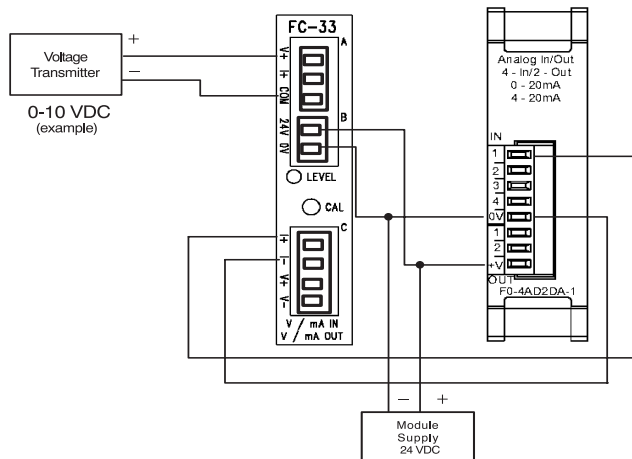 FC-33
A
V+
I+
COM
B
24V
0V
LEVEL
CAL
C
I+
I-
V+
V-
V / mA IN
V / mA OUT
Voltage
Transmitter
+
−
0-10 VDC
(example)
Analog In/Out
4 - In/2 - Out
0 - 20mA
4 - 20mA
IN
1
2
3
4
0V
1
2
+V
OUT
F0-4AD2DA-1
− +
Module
Supply
24 VDC